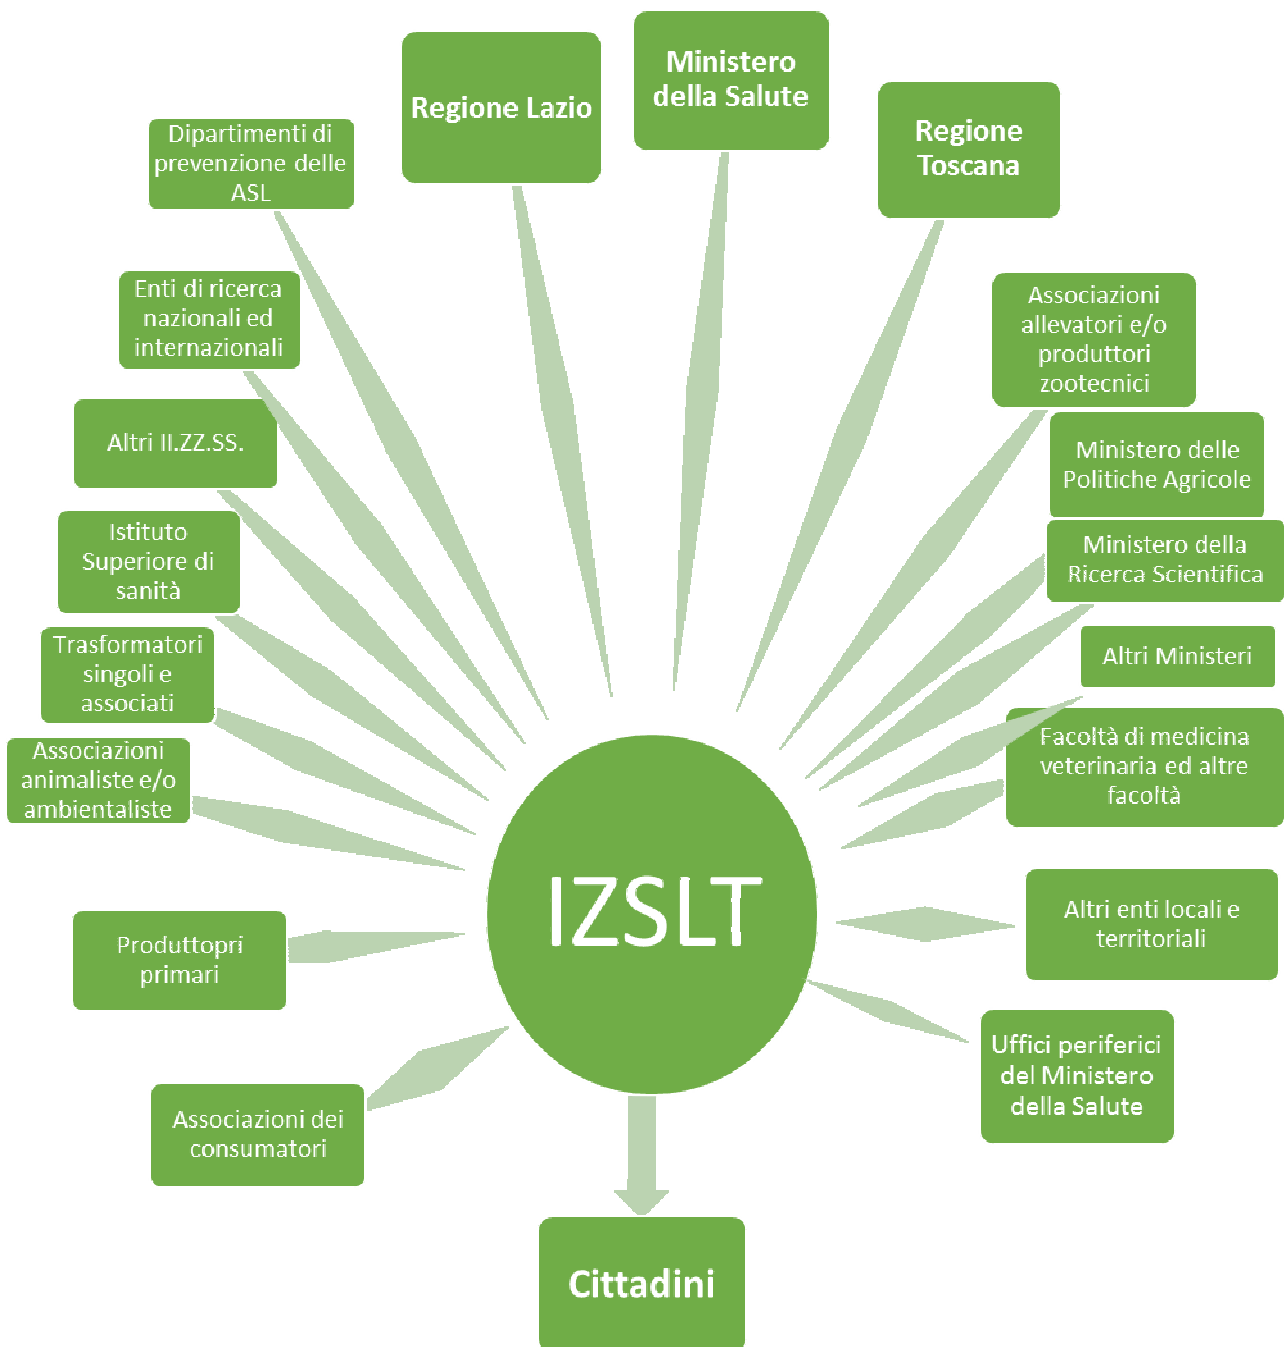 Ministero
della Salute
Regione Lazio
Regione
Toscana
Dipartimenti di
prevenzione delle
ASL
Enti di ricerca
nazionali ed
internazionali
Associazioni
allevatori e/o
produttori
zootecnici
Altri II.ZZ.SS.
Ministero delle
Politiche Agricole
Istituto
Superiore di
sanità
Ministero della
Ricerca Scientifica
Trasformatori
singoli e
associati
Altri Ministeri
Associazioni
animaliste e/o
ambientaliste
Facoltà di medicina
veterinaria ed altre
facoltà
IZSLT
Produttopri
primari
Altri enti locali e
territoriali
Uffici periferici
del Ministero
della Salute
Associazioni dei
consumatori
Cittadini